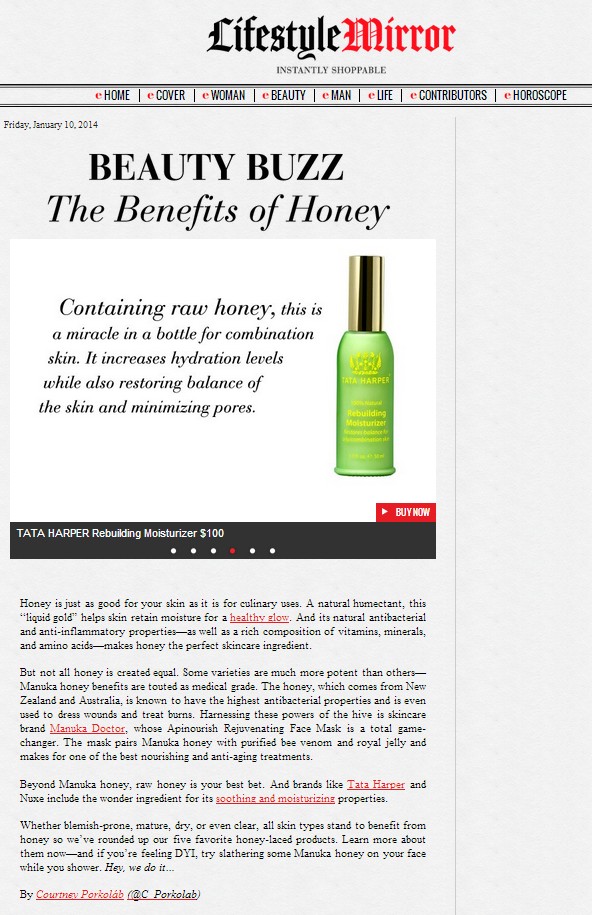 LifestyleMirror
INSTANTLY SHOPPABLE
e HOME | e COVER | e WOMAN | e BEAUTY | e MAN | e LIFE | e CONTRIBUTORS | e HOROSCOPE
Friday, January 10, 2014
BEAUTY BUZZ
The Benefits of Honey
Containing raw honey, this is
a miracle in a bottle for combination
skin. It increases hydration levels
while also restoring balance of
the skin and minimizing pores.
TATA HARPER
100% Natural
Rebuilding
Moisturizer
BUY NOW
TATA HARPER Rebuilding Moisturizer $100
Honey is just as good for your skin as it is for culinary uses. A natural humectant, this
“liquid gold” helps skin retain moisture for a healthy glow. And its natural antibacterial
and anti-inflammatory properties—as well as a rich composition of vitamins, minerals,
and amino acids—makes honey the perfect skincare ingredient.
But not all honey is created equal. Some varieties are much more potent than others—
Manuka honey benefits are touted as medical grade. The honey, which comes from New
Zealand and Australia, is known to have the highest antibacterial properties and is even
used to dress wounds and treat burns. Harnessing these powers of the hive is skincare
brand Manuka Doctor, whose Apinourish Rejuvenating Face Mask is a total game-
changer. The mask pairs Manuka honey with purified bee venom and royal jelly and
makes for one of the best nourishing and anti-aging treatments.
Beyond Manuka honey, raw honey is your best bet. And brands like Tata Harper and
Nuxe include the wonder ingredient for its soothing and moisturizing properties.
Whether blemish-prone, mature, dry, or even clear, all skin types stand to benefit from
honey so we’ve rounded up our five favorite honey-laced products. Learn more about
them now—and if you’re feeling DYI, try slathering some Manuka honey on your face
while you shower. Hey, we do it…
By Courtney Porkoláb (@C_Porkolab)